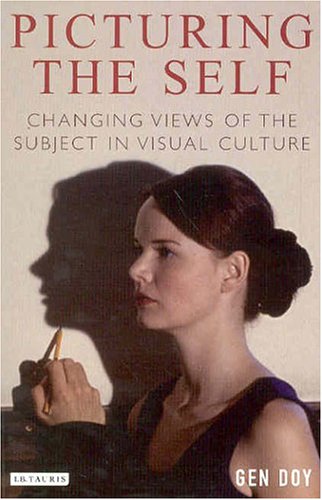 PICTURING
THE SELF
CHANGING VIEWS OF THE
SUBJECT IN VISUAL CULTURE
I.B.TAURIS
GEN DOY